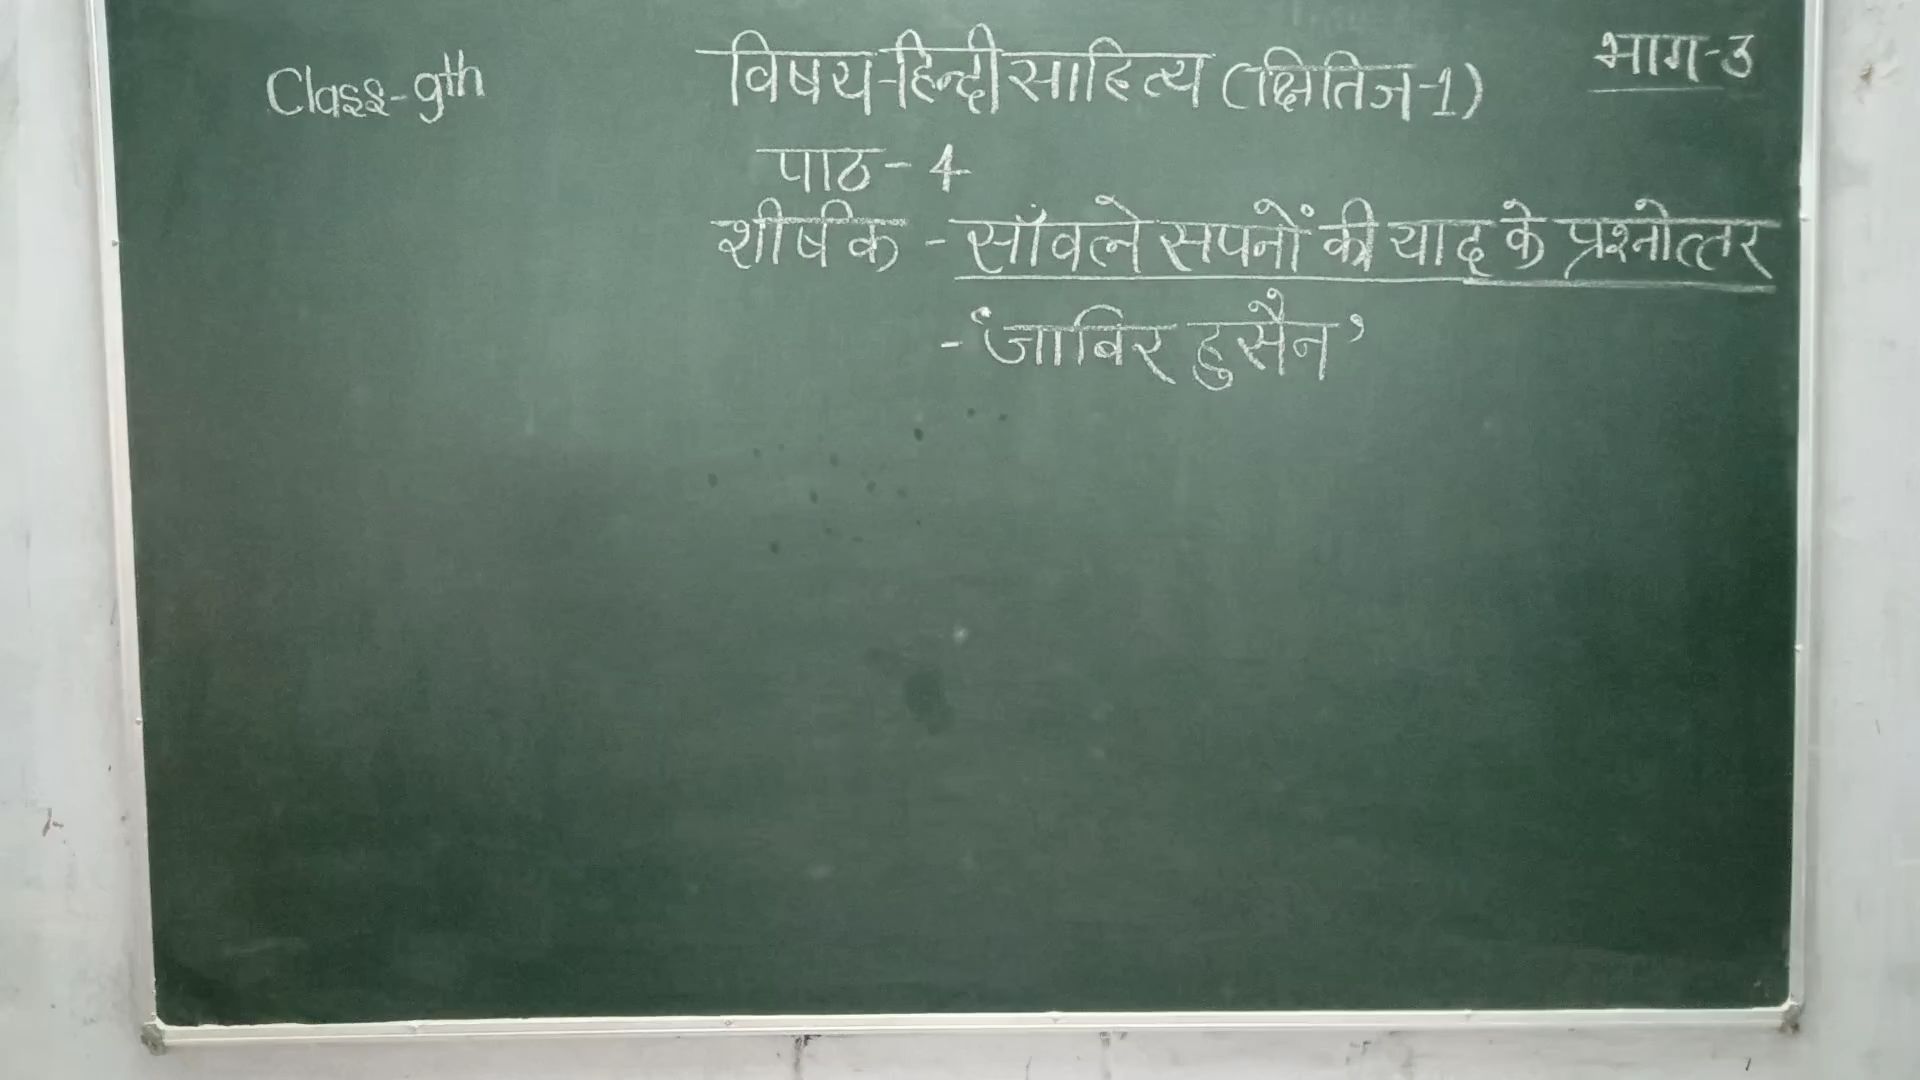 Class-9th
विषय-हिन्दी साहित्य (क्षितिज-1)
भाग-3
पाठ-4
शीर्षक - साँवले सपनों की याद के प्रश्नोत्तर
-‘जाबिर हुसैन’